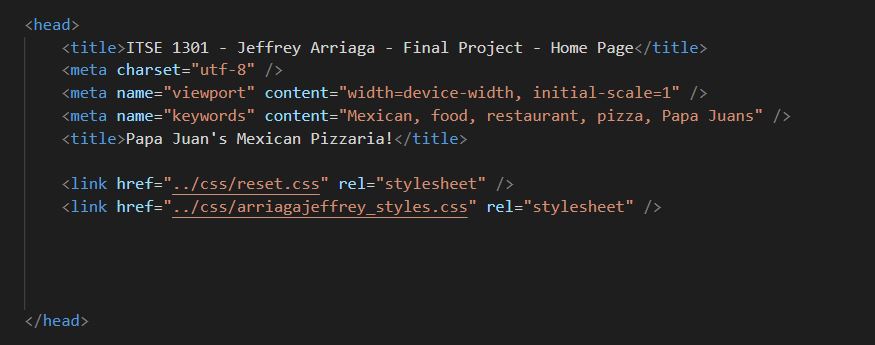 <head>
<title>ITSE 1301 - Jeffrey Arriaga - Final Project - Home Page</title>
<meta charset="utf-8" />
<meta name="viewport" content="width=device-width, initial-scale=1" />
<meta name="keywords" content="Mexican, food, restaurant, pizza, Papa Juans" />
<title>Papa Juan's Mexican Pizzaria!</title>
<link href="../css/reset.css" rel="stylesheet" />
<link href="../css/arriagajeffrey_styles.css" rel="stylesheet" />
</head>